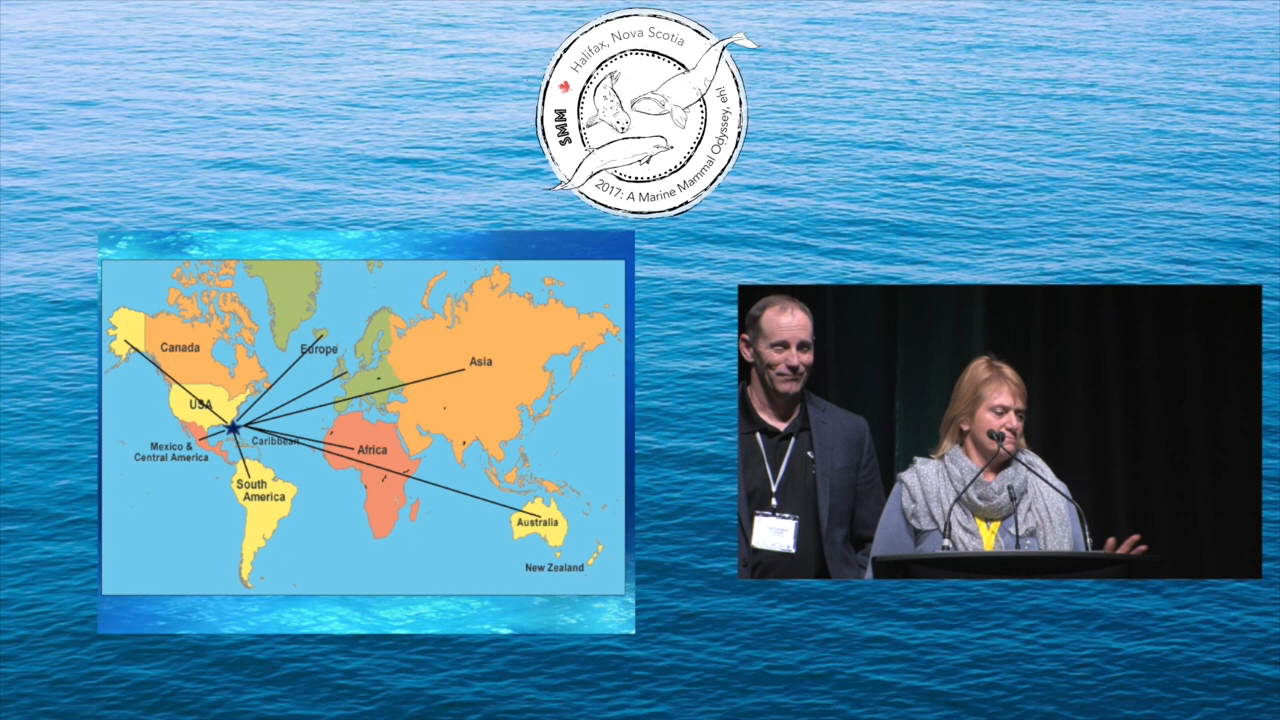 Halifax, Nova Scotia
SMM
2017: A Marine Mammal Odyssey, eh!
Canada
Europe
Asia
USA
Mexico &
Central America
Caribbean
Africa
South
America
Australia
New Zealand